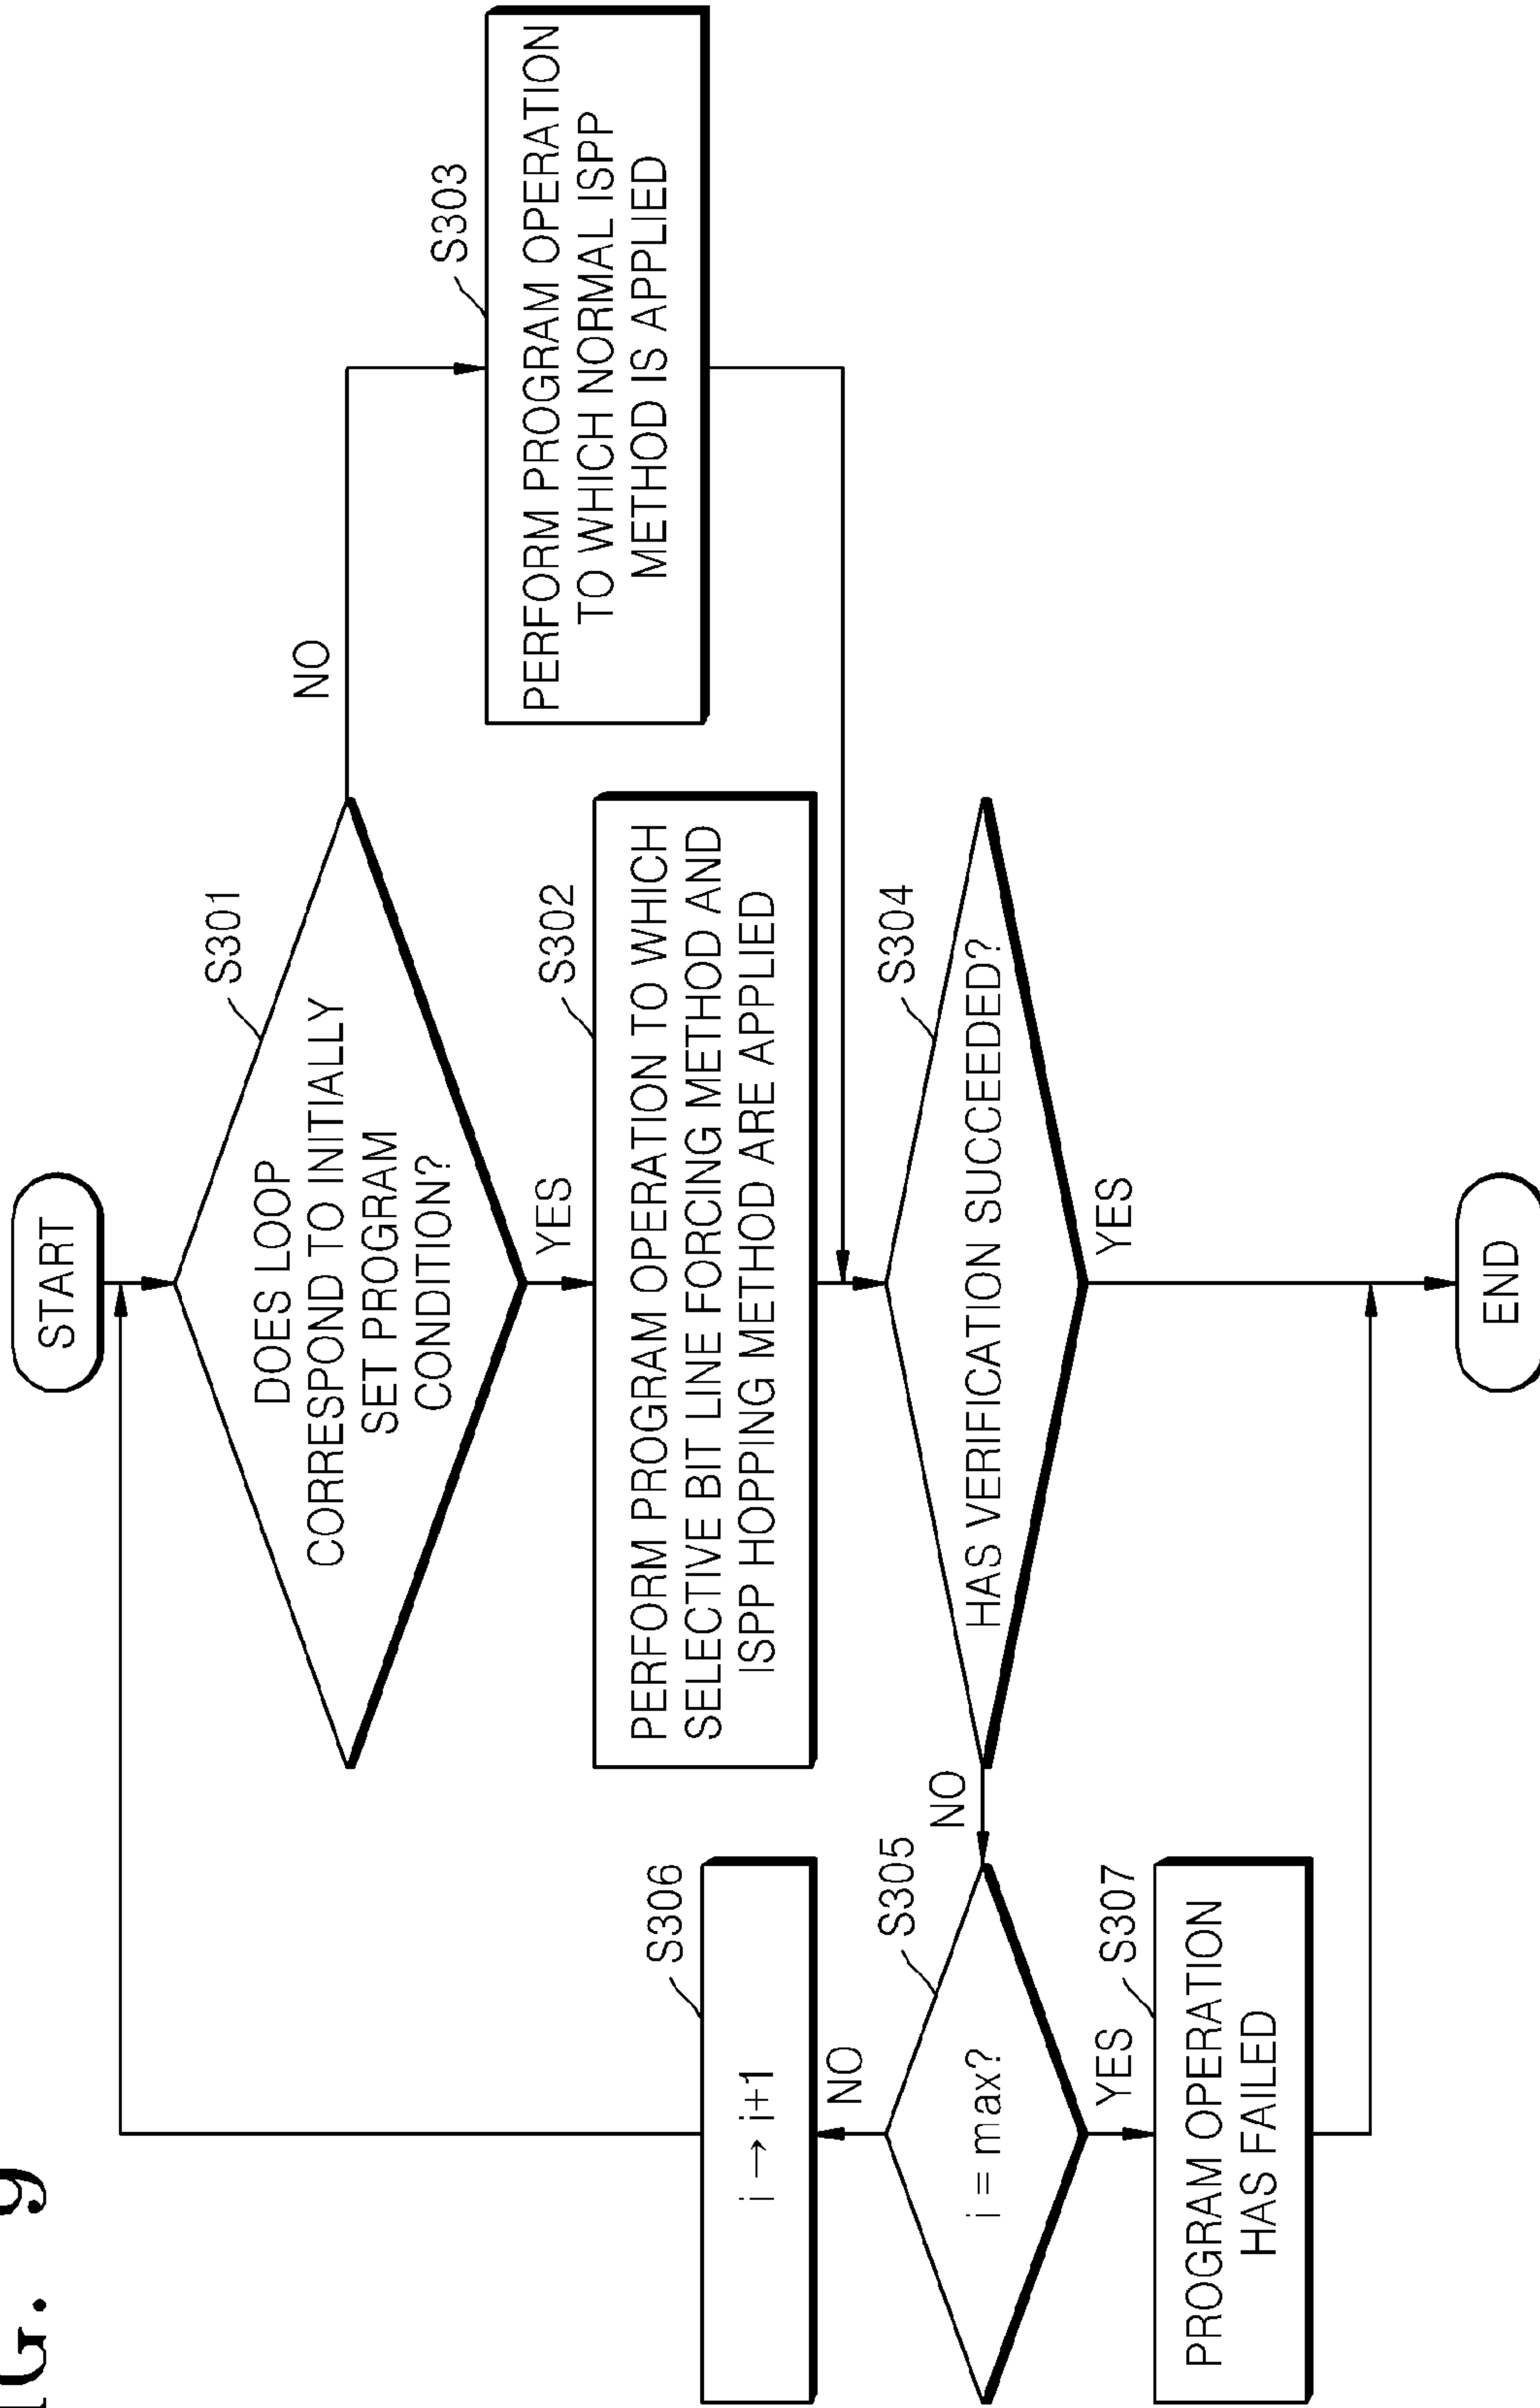 START
DOES LOOP
CORRESPOND TO INITIALLY
SET PROGRAM
CONDITION?
S301
NO
YES
PERFORM PROGRAM OPERATION TO WHICH
SELECTIVE BIT LINE FORCING METHOD AND
ISPP HOPPING METHOD ARE APPLIED
S302
PERFORM PROGRAM OPERATION
TO WHICH NORMAL ISPP
METHOD IS APPLIED
S303
HAS VERIFICATION SUCCEEDED?
S304
NO
YES
i = max?
S305
NO
YES
i → i+1
S306
PROGRAM OPERATION
HAS FAILED
S307
END